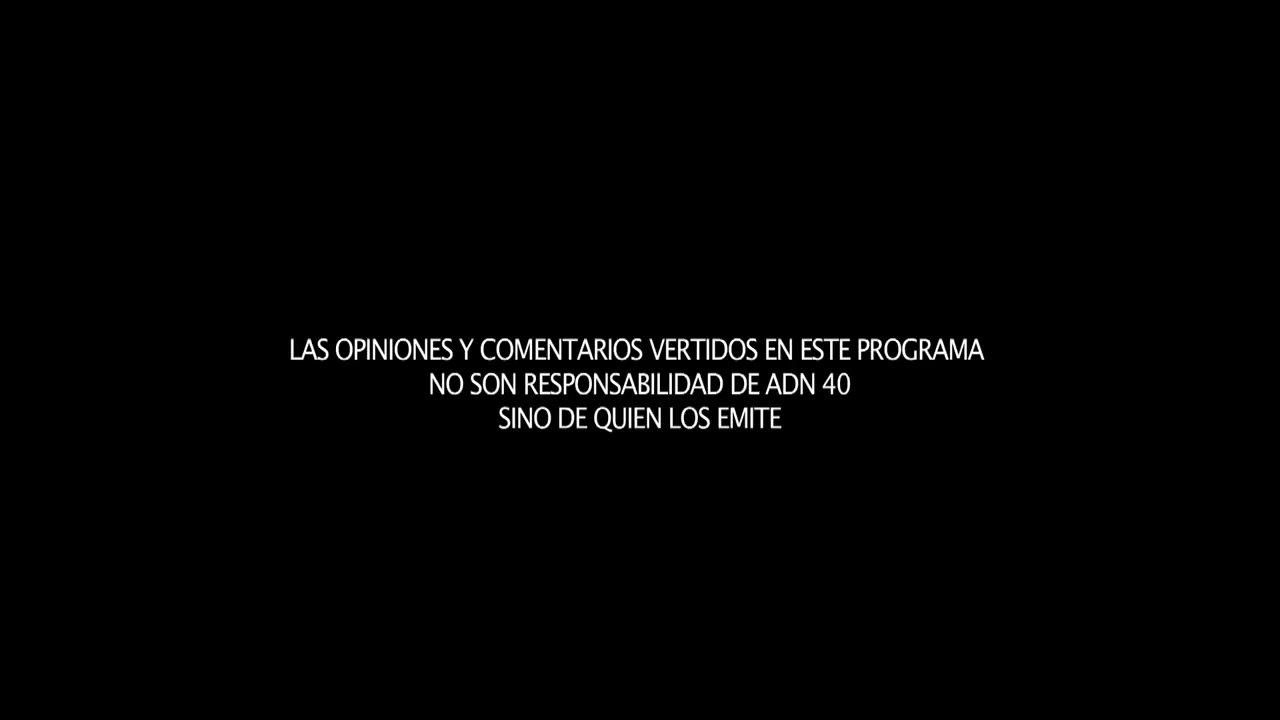 LAS OPINIONES Y COMENTARIOS VERTIDOS EN ESTE PROGRAMA
NO SON RESPONSABILIDAD DE ADN 40
SINO DE QUIEN LOS EMITE